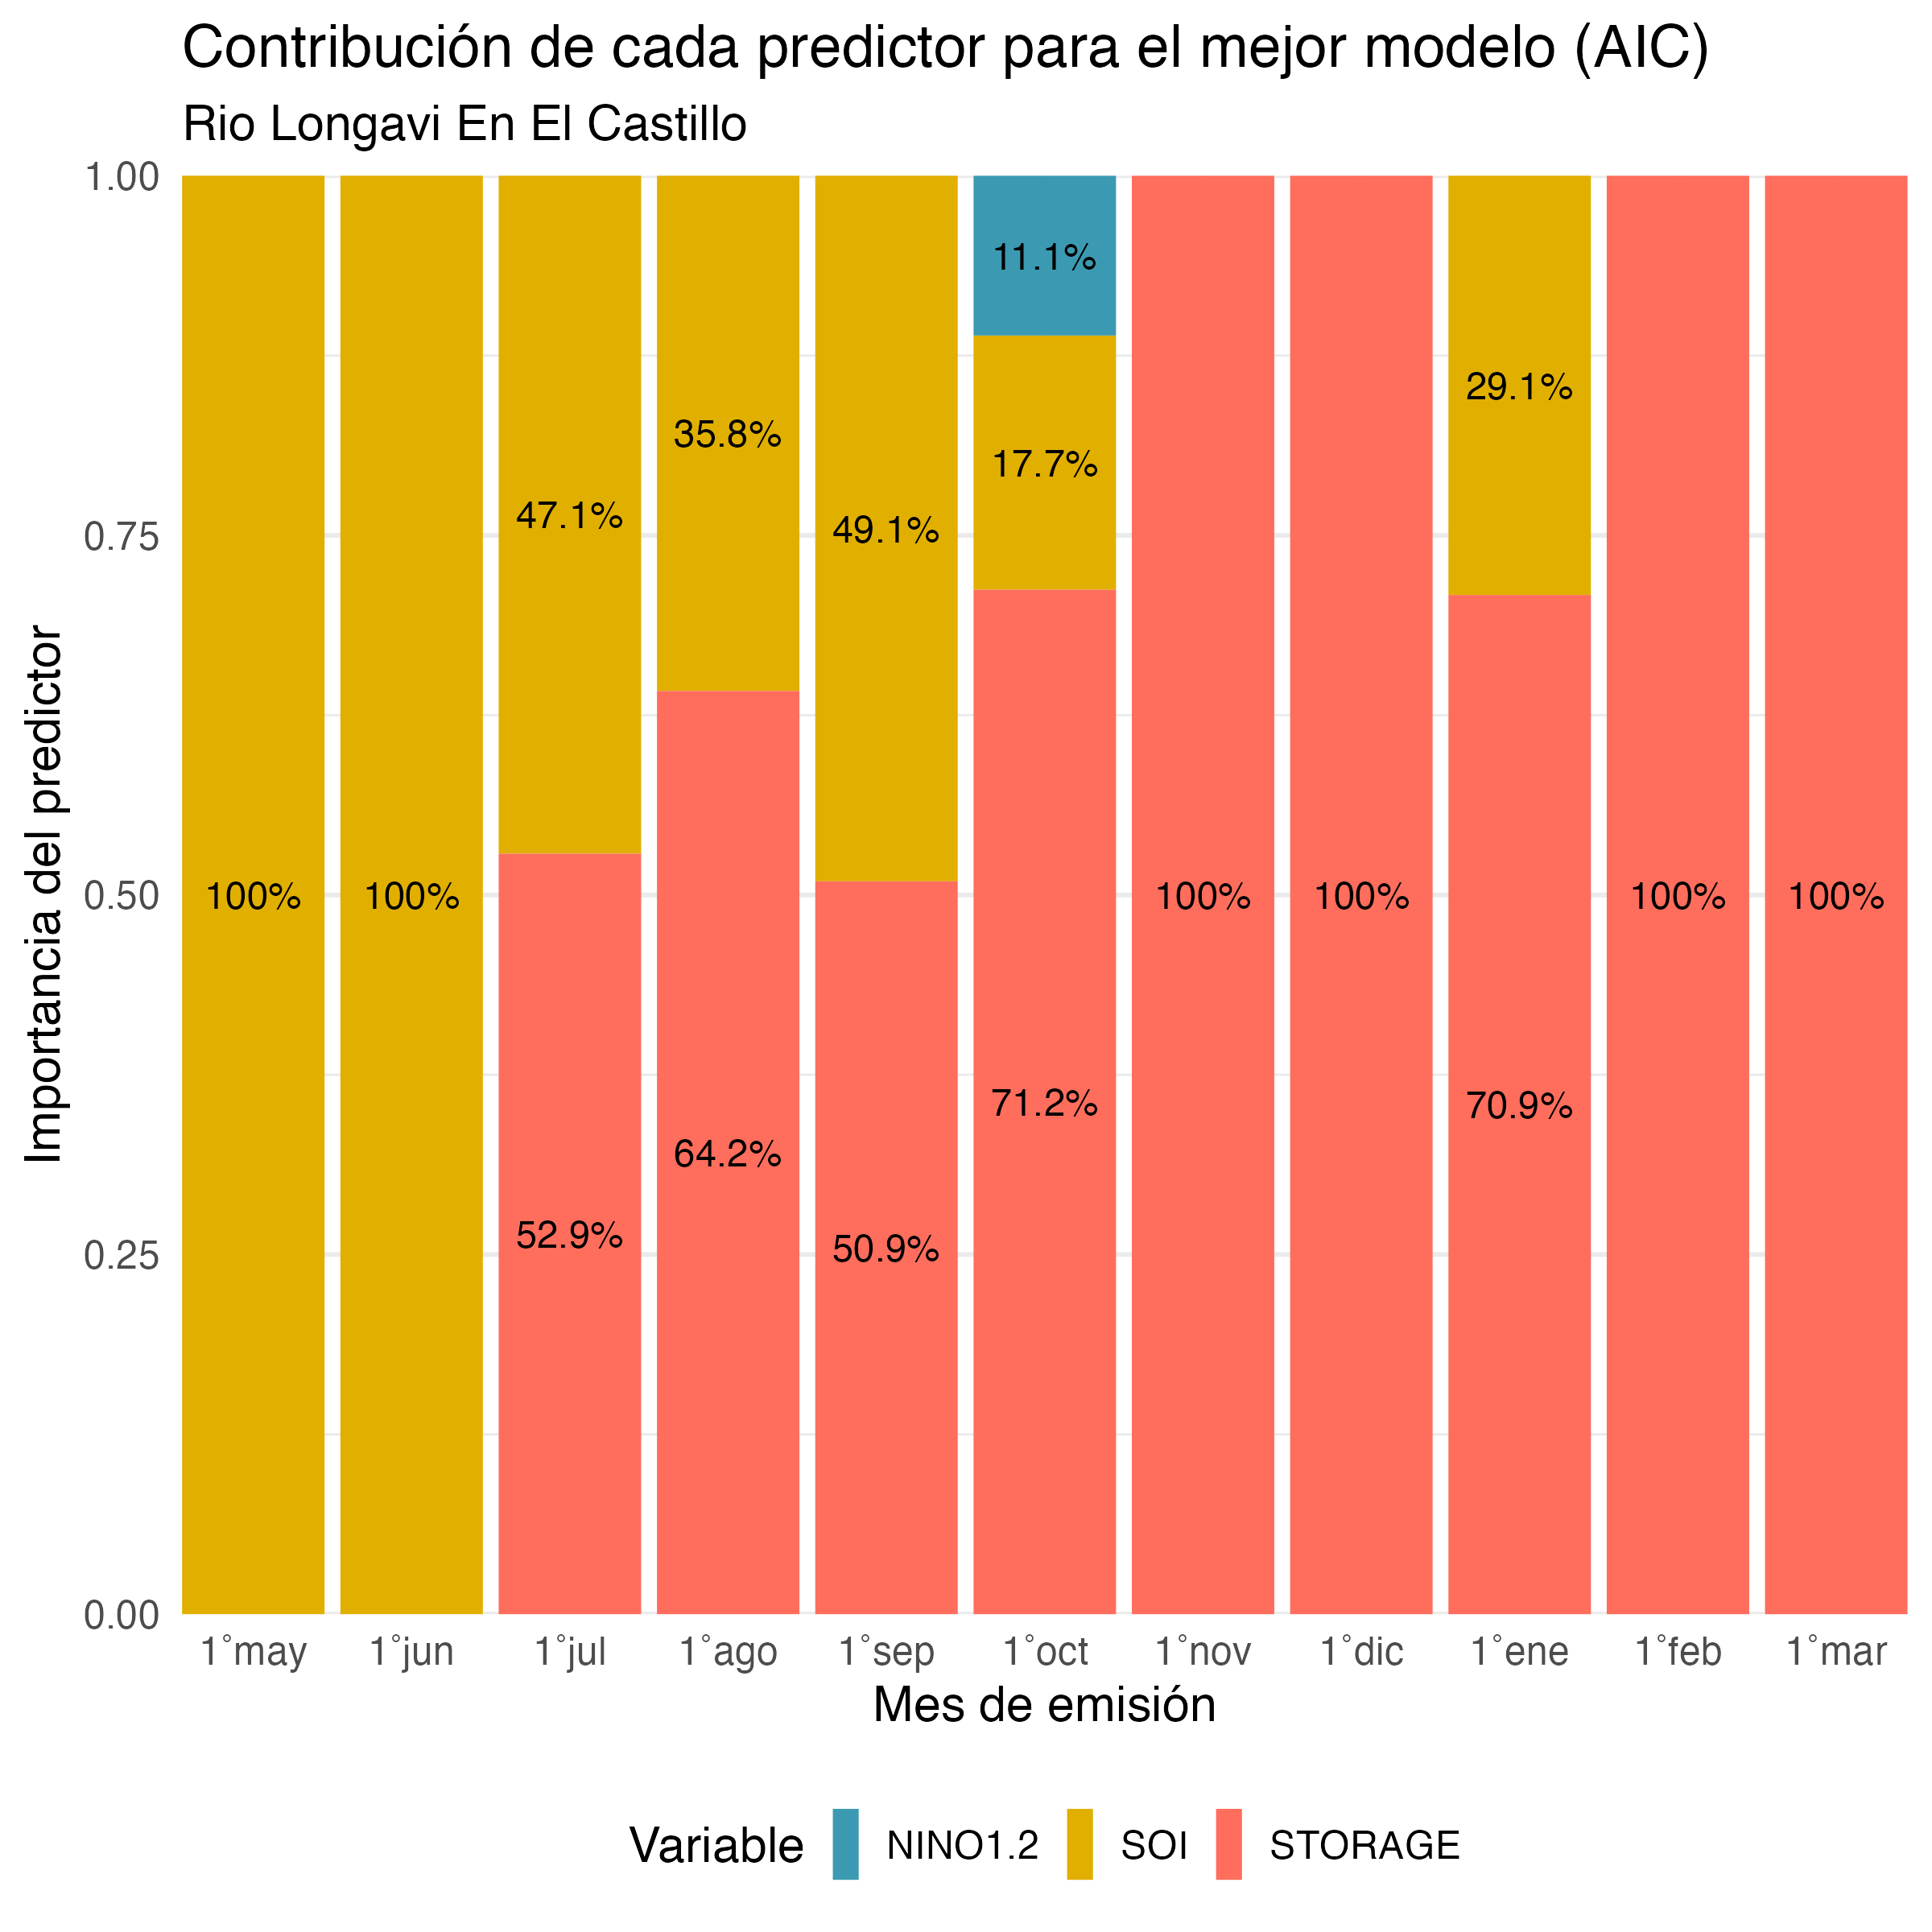 Contribución de cada predictor para el mejor modelo (AIC)
Rio Longavi En El Castillo
Importancia del predictor
1.00
0.75
0.50
0.25
0.00
11.1%
29.1%
35.8%
17.7%
47.1%
49.1%
100%
100%
100%
100%
100%
100%
71.2%
70.9%
64.2%
52.9%
50.9%
1°may
1°jun
1°jul
1°ago
1°sep
1°oct
1°nov
1°dic
1°ene
1°feb
1°mar
Mes de emisión
Variable
NINO1.2
SOI
STORAGE